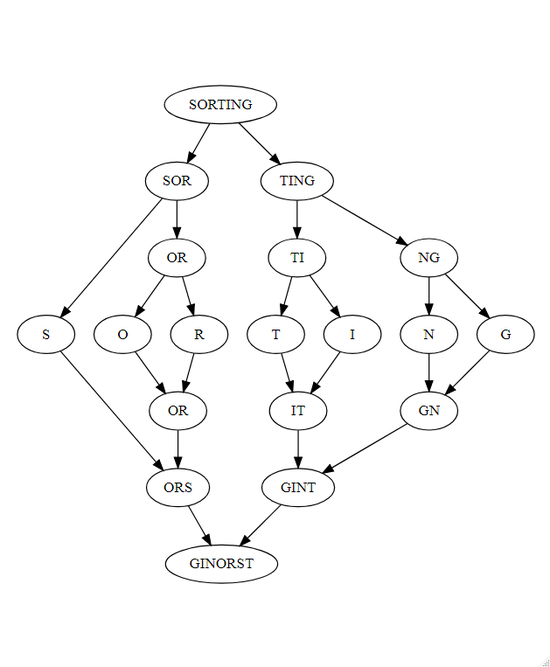 SORTING
SOR TING
OR TI NG
S O R T I N G
OR IT GN
ORS GINT
GINORST